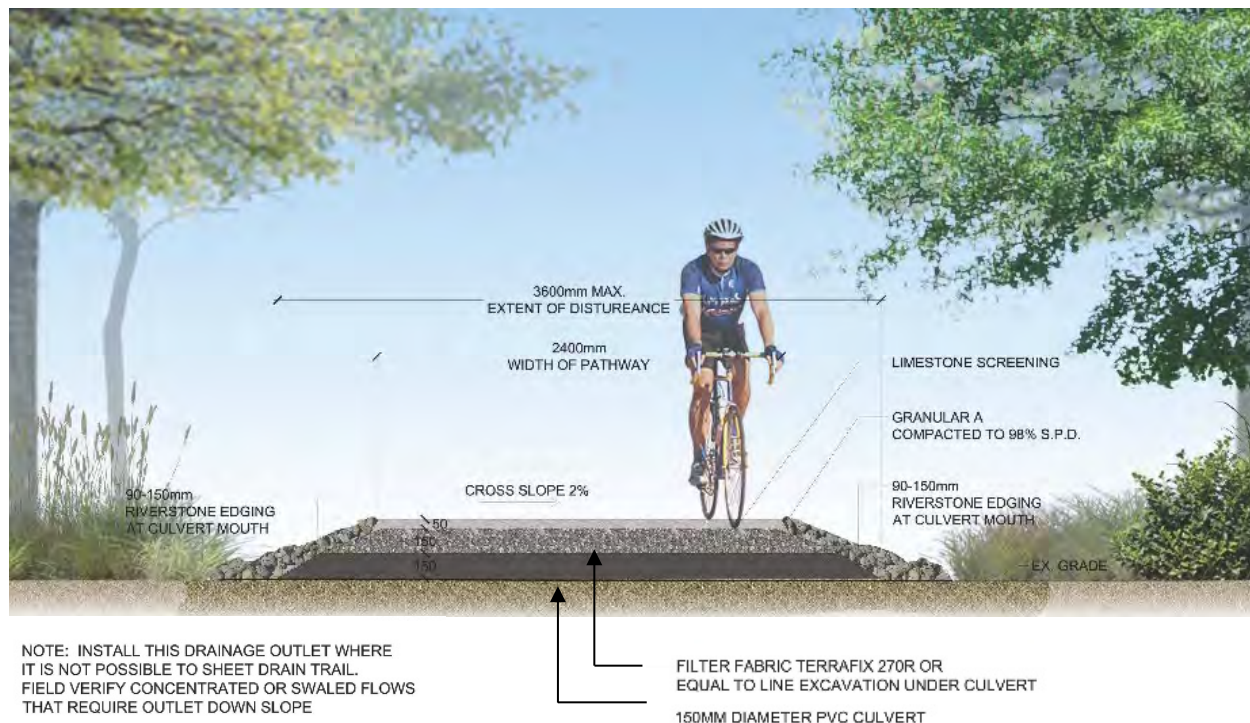 3600mm MAX.
EXTENT OF DISTUREANCE
2400mm
WIDTH OF PATHWAY
LIMESTONE SCREENING
GRANULAR A
COMPACTED TO 98% S.P.D.
90-150mm
RIVERSTONE EDGING
AT CULVERT MOUTH
CROSS SLOPE 2%
90-150mm
RIVERSTONE EDGING
AT CULVERT MOUTH
50
150
150
EX. GRADE
NOTE: INSTALL THIS DRAINAGE OUTLET WHERE
IT IS NOT POSSIBLE TO SHEET DRAIN TRAIL.
FIELD VERIFY CONCENTRATED OR SWALED FLOWS
THAT REQUIRE OUTLET DOWN SLOPE
FILTER FABRIC TERRAFIX 270R OR
EQUAL TO LINE EXCAVATION UNDER CULVERT
150MM DIAMETER PVC CULVERT